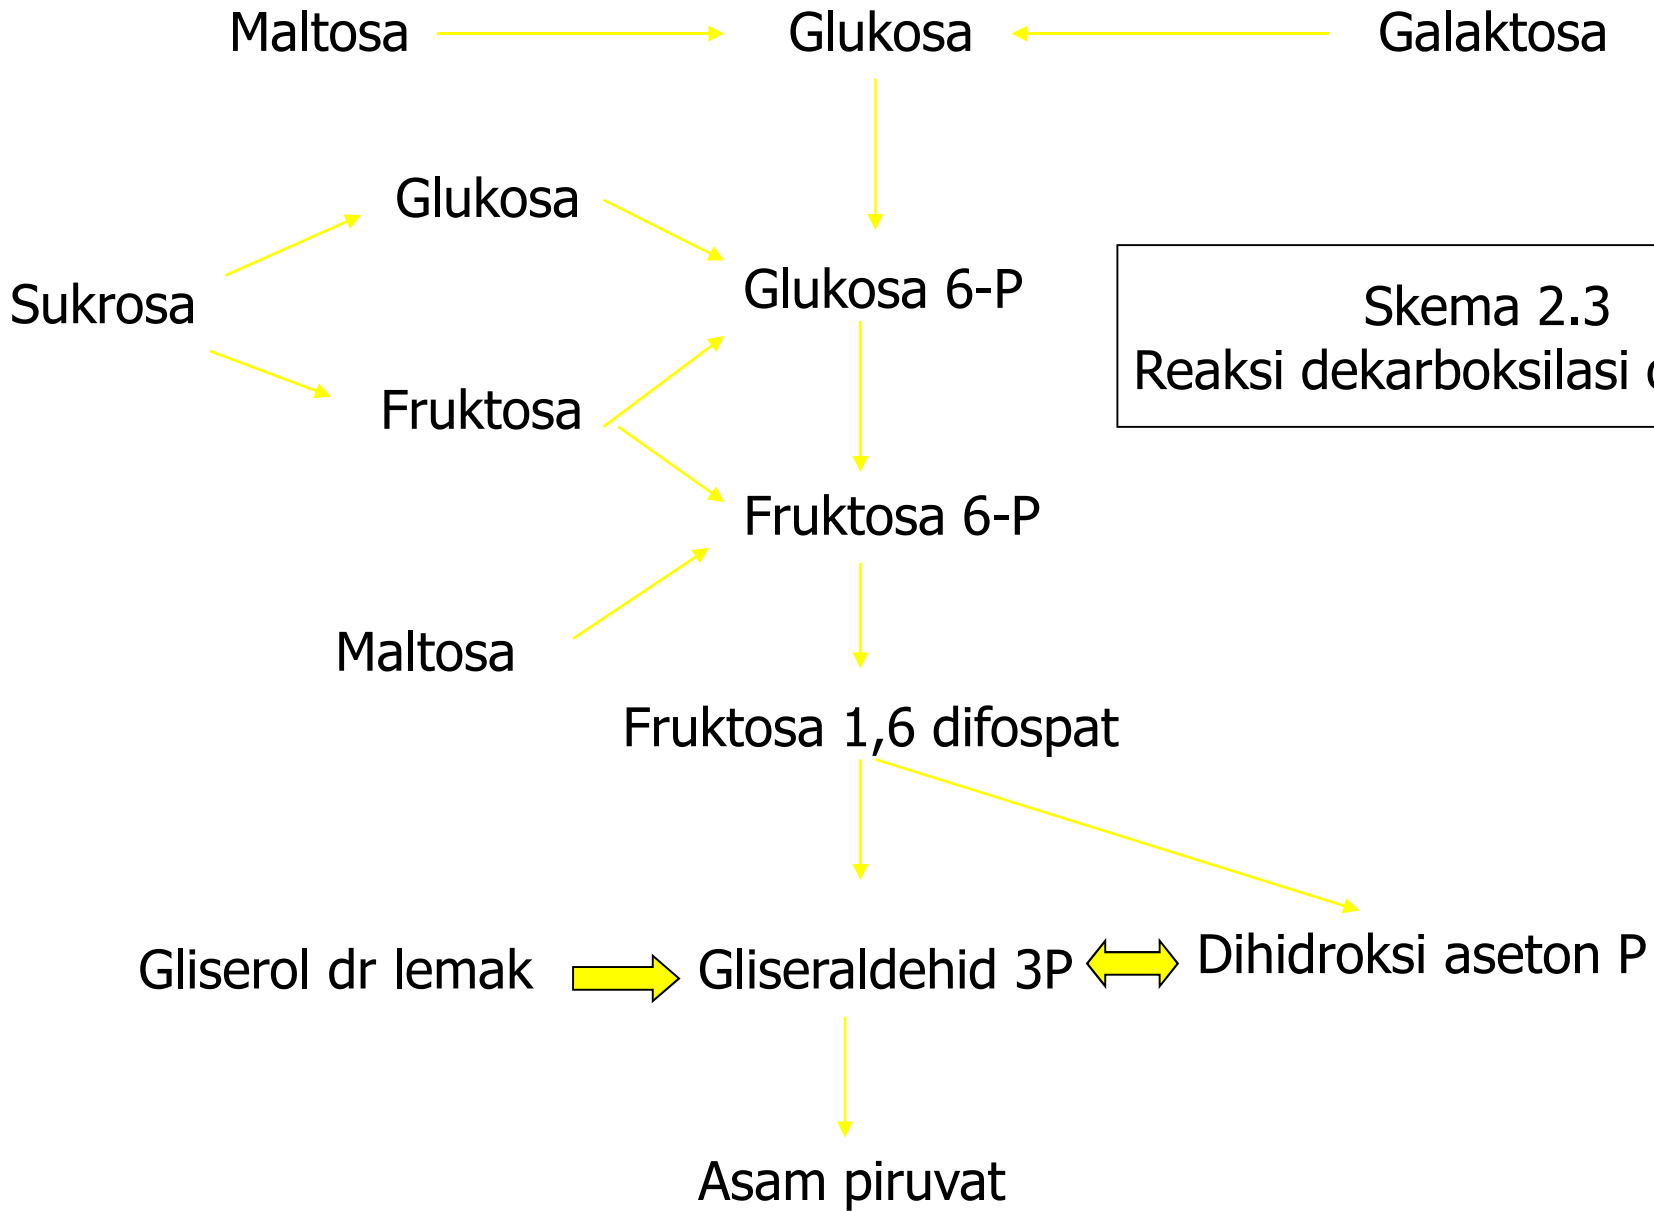 Maltosa
Glukosa
Galaktosa
Glukosa
Sukrosa
Glukosa 6-P
Skema 2.3
Reaksi dekarboksilasi
Fruktosa
Fruktosa 6-P
Maltosa
Fruktosa 1,6 difospat
Gliserol dr lemak
Gliseraldehid 3P
Dihidroksi aseton P
Asam piruvat